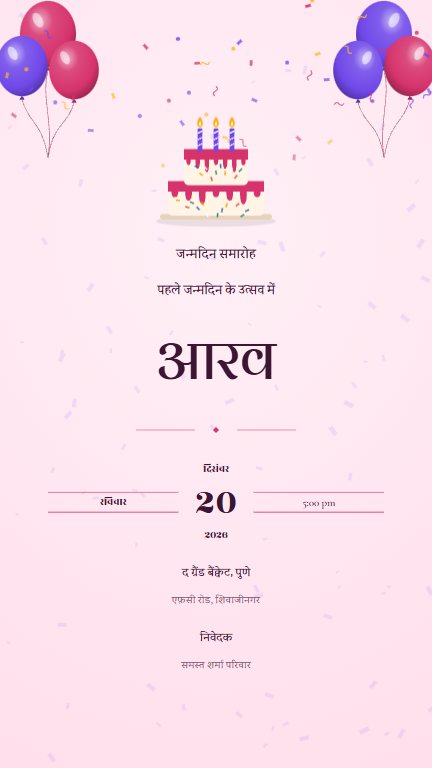 जन्मदिन समारोह
पहले जन्मदिन के उत्सव में
आरव
दिसंबर
रविवार 20 5:00 pm
2026
द ग्रैंड बैंक्वेट, पुणे
एफ़सी रोड, शिवाजीनगर
निवेदक
समस्त शर्मा परिवार